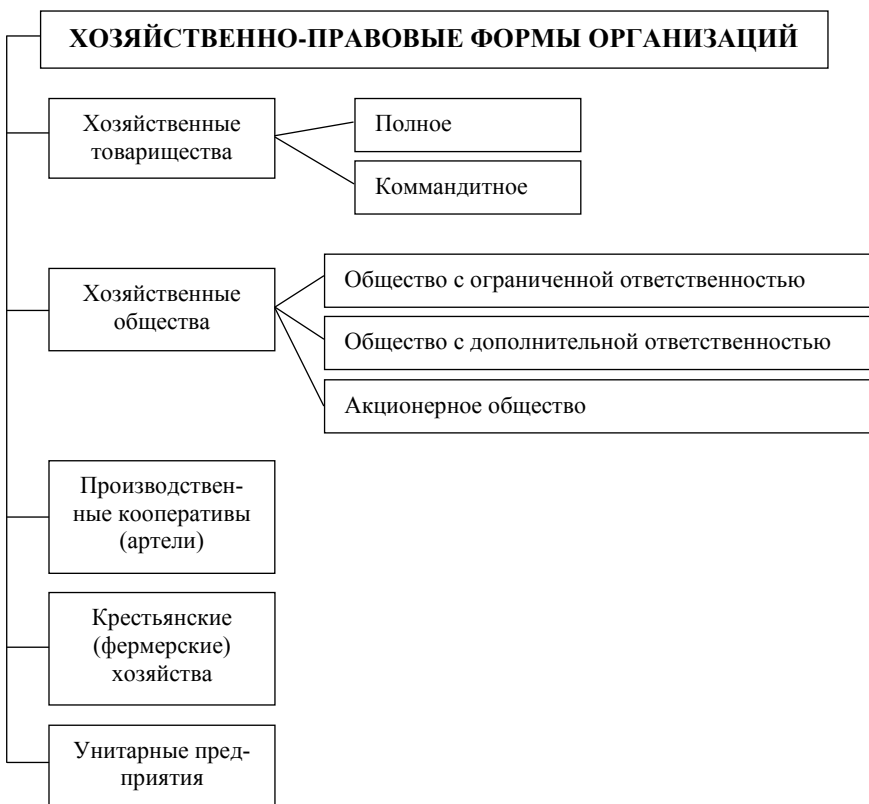 ХОЗЯЙСТВЕННО-ПРАВОВЫЕ ФОРМЫ ОРГАНИЗАЦИЙ
Хозяйственные
товарищества
Полное
Коммандитное
Хозяйственные
общества
Общество с ограниченной ответственностью
Общество с дополнительной ответственностью
Акционерное общество
Производствен-
ные кооперативы
(артели)
Крестьянские
(фермерские)
хозяйства
Унитарные пред-
приятия